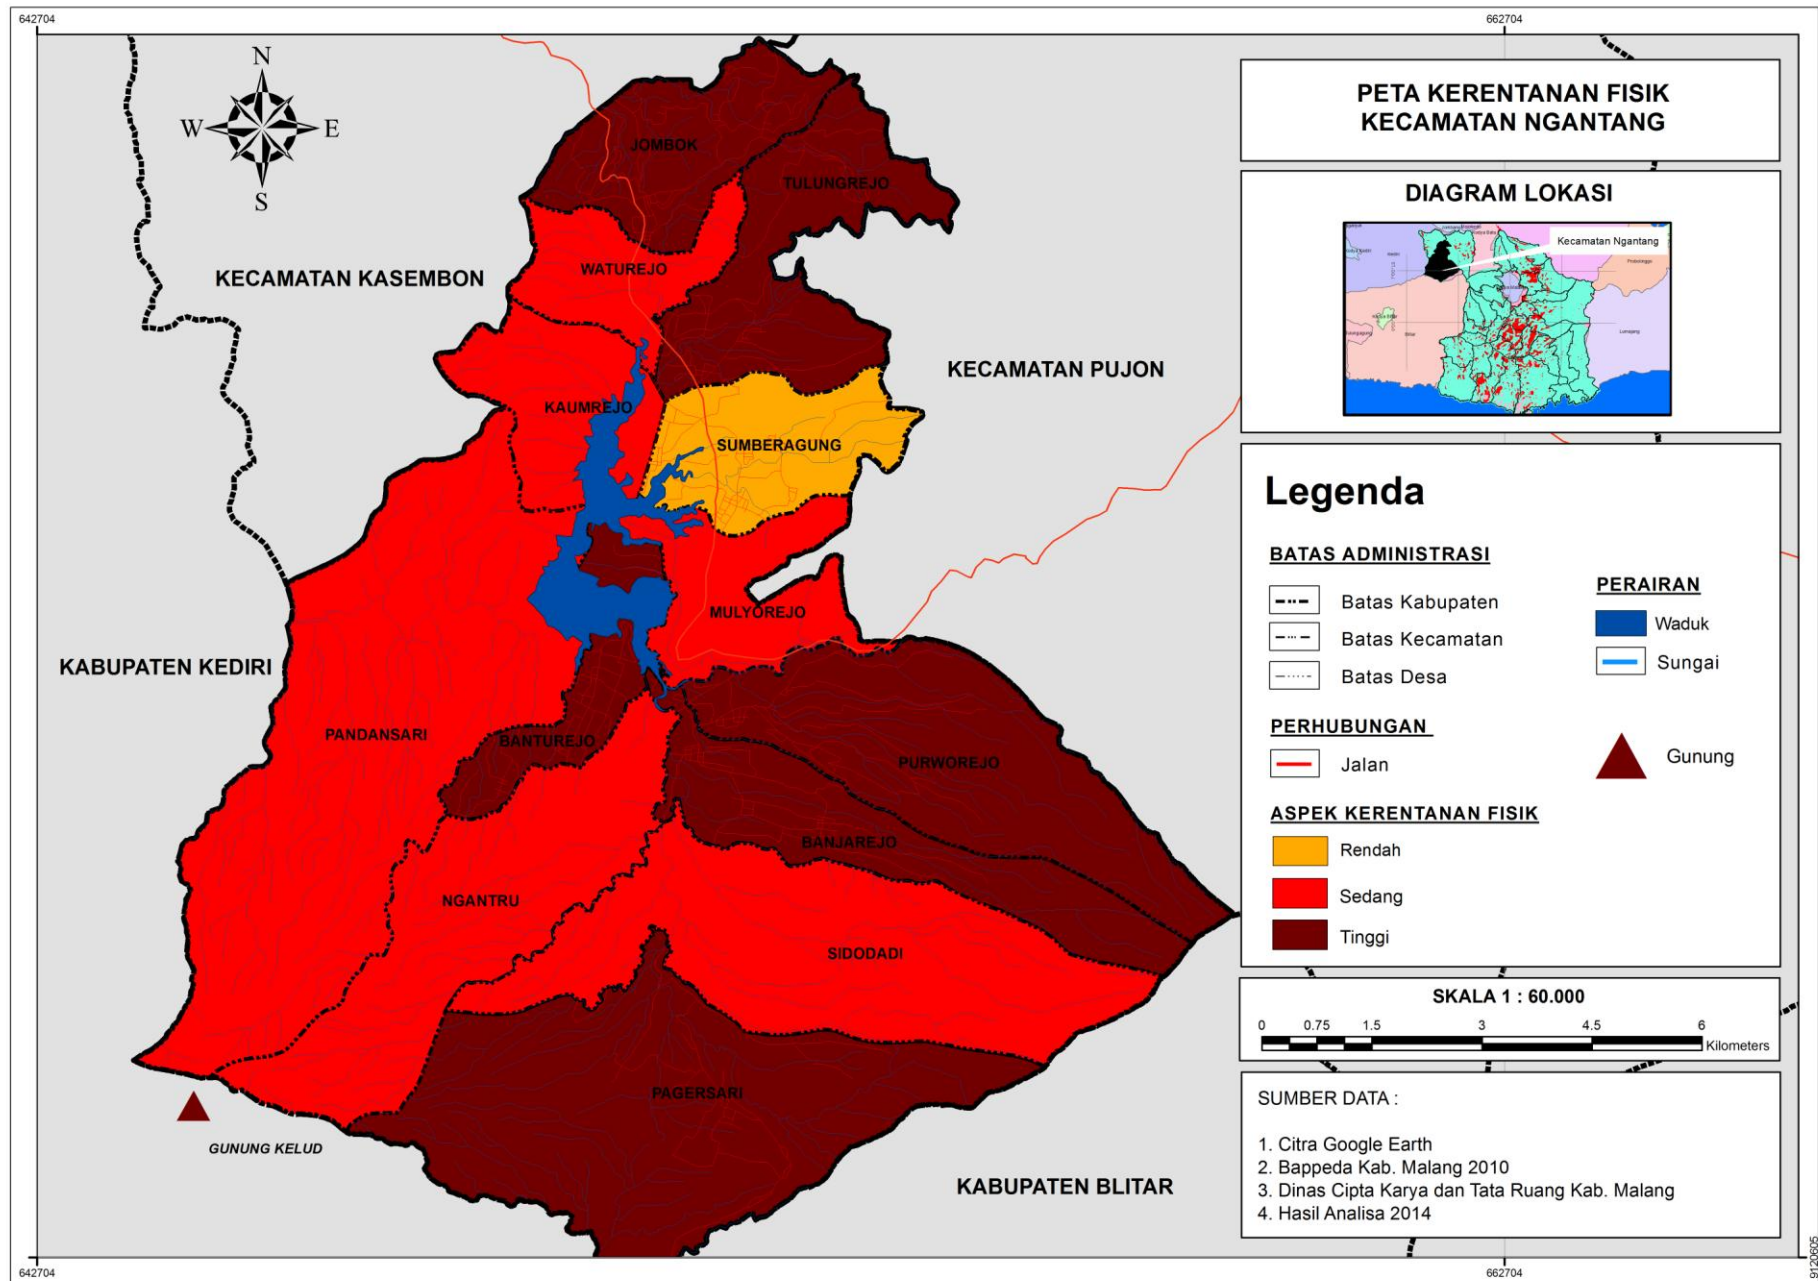 642704
662704
N
W
E
S
PETA KERENTANAN FISIK
KECAMATAN NGANTANG
DIAGRAM LOKASI
Kecamatan Ngantang
JOMBOK
TULUNGREJO
WATUREJO
KECAMATAN KASEMBON
KECAMATAN PUJON
KAUMREJO
SUMBERAGUNG
MULYOREJO
KABUPATEN KEDIRI
PANDANSARI
BANTUREJO
PURWOREJO
BANJAREJO
NGANTRU
SIDODADI
PAGERSARI
GUNUNG KELUD
KABUPATEN BLITAR
Legenda
BATAS ADMINISTRASI
Batas Kabupaten
Batas Kecamatan
Batas Desa
PERHUBUNGAN
Jalan
ASPEK KERENTANAN FISIK
Rendah
Sedang
Tinggi
PERAIRAN
Waduk
Sungai
Gunung
SKALA 1 : 60.000
0 0.75 1.5 3 4.5 6
Kilometers
SUMBER DATA :
1. Citra Google Earth
2. Bappeda Kab. Malang 2010
3. Dinas Cipta Karya dan Tata Ruang Kab. Malang
4. Hasil Analisa 2014
642704
662704
9120605